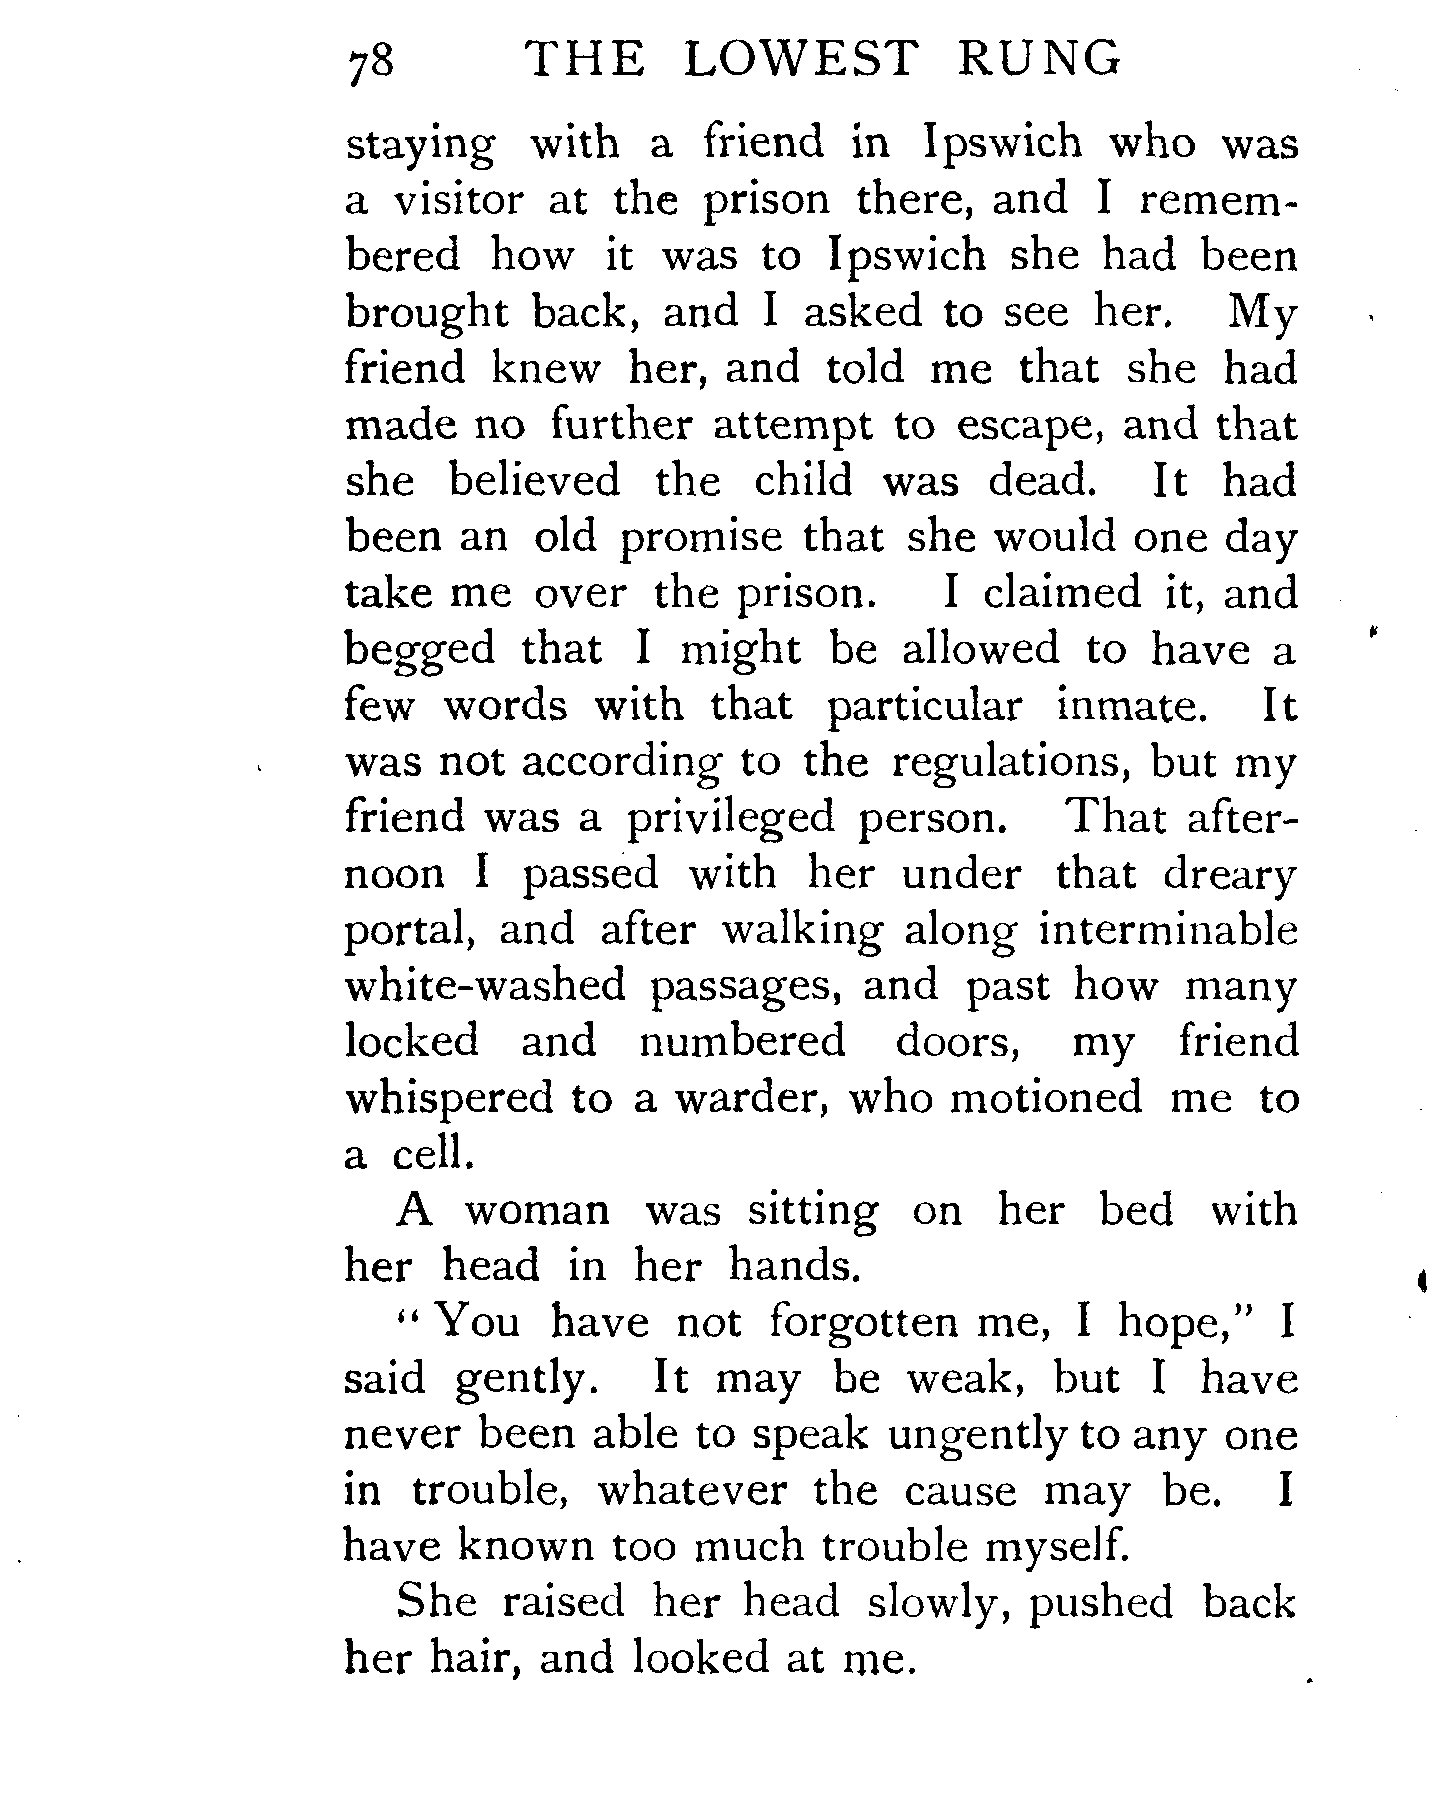 78 THE LOWEST RUNG
staying with a friend in Ipswich who was
a visitor at the prison there, and I remem-
bered how it was to Ipswich she had been
brought back, and I asked to see her. My
friend knew her, and told me that she had
made no further attempt to escape, and that
she believed the child was dead. It had
been an old promise that she would one day
take me over the prison. I claimed it, and
begged that I might be allowed to have a
few words with that particular inmate. It
was not according to the regulations, but my
friend was a privileged person. That after-
noon I passed with her under that dreary
portal, and after walking along interminable
white-washed passages, and past how many
locked and numbered doors, my friend
whispered to a warder, who motioned me to
a cell.
A woman was sitting on her bed with
her head in her hands.
“You have not forgotten me, I hope,” I
said gently. It may be weak, but I have
never been able to speak ungently to any one
in trouble, whatever the cause may be. I
have known too much trouble myself.
She raised her head slowly, pushed back
her hair, and looked at me.